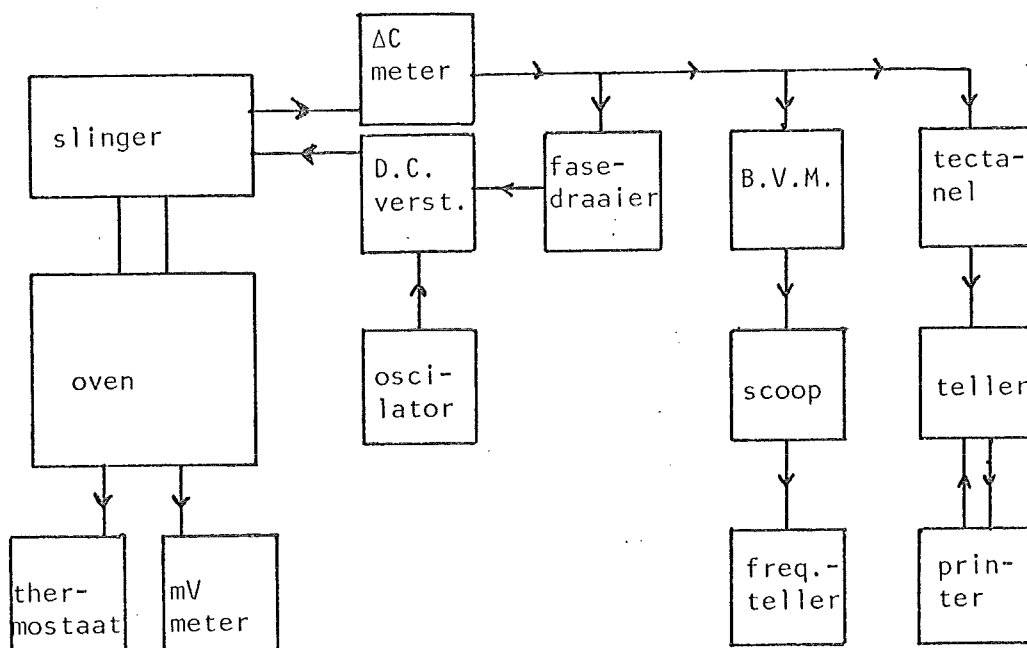 ΔC
meter
slinger
D.C.
verst.
fase-
draaier
B.V.M.
tecta-
nel
oven
osci-
lator
scoop
teller
ther-
mostaat
mV
meter
freq.-
teller
prin-
ter